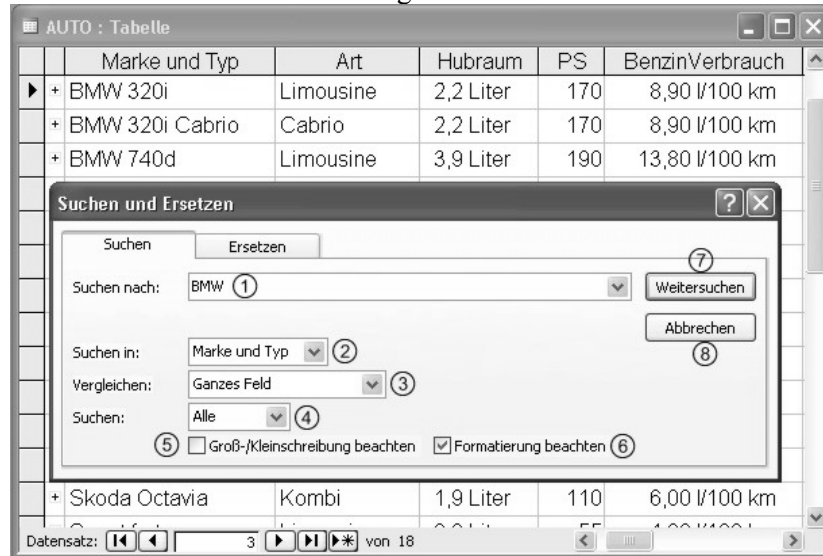 AUTO : Tabelle
Marke und Typ Art Hubraum PS BenzinVerbrauch
+ BMW 320i Limousine 2,2 Liter 170 8,90 l/100 km
+ BMW 320i Cabrio Cabrio 2,2 Liter 170 8,90 l/100 km
+ BMW 740d Limousine 3,9 Liter 190 13,80 l/100 km
Suchen und Ersetzen
Suchen Ersetzen
7
Suchen nach: BMW 1 Weitersuchen
Abbrechen
Suchen in: Marke und Typ 2 8
Vergleichen: Ganzes Feld 3
Suchen: Alle 4
5 Groß-/Kleinschreibung beachten Formatierung beachten 6
+ Skoda Octavia Kombi 1,9 Liter 110 6,00 l/100 km
Datensatz: 3 von 18